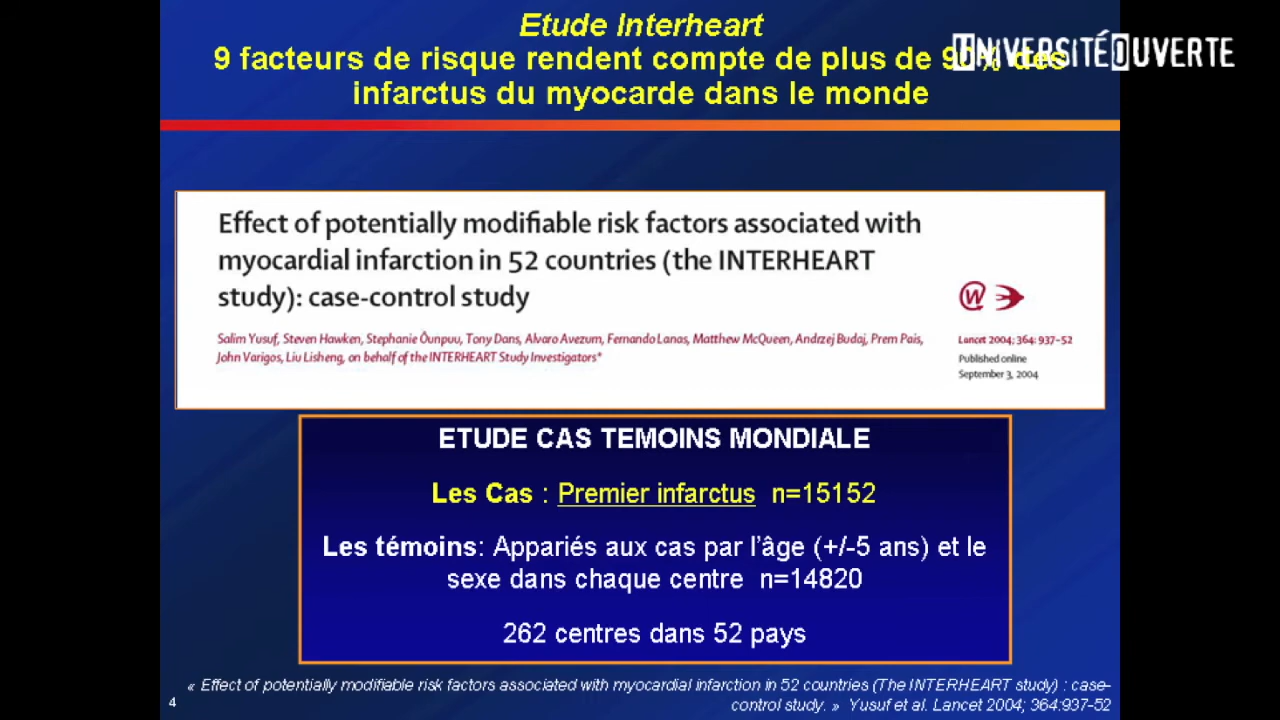 Etude Interheart
9 facteurs de risque rendent compte de plus de 90% des
infarctus du myocarde dans le monde
UNIVERSITÉOUVERTE
Effect of potentially modifiable risk factors associated with
myocardial infarction in 52 countries (the INTERHEART
study): case-control study
Salim Yusuf, Steven Hawken, Stephanie Ôunpuu, Tony Dans, Alvaro Avezum, Fernando Lanas, Matthew McQueen, Andrzej Budaj, Prem Pais,
John Varigos, Liu Lisheng, on behalf of the INTERHEART Study Investigators*
Lancet 2004; 364: 937–52
Published online
September 3, 2004
ETUDE CAS TEMOINS MONDIALE
Les Cas : Premier infarctus n=15152
Les témoins: Appariés aux cas par l'âge (+/-5 ans) et le
sexe dans chaque centre n=14820
262 centres dans 52 pays
« Effect of potentially modifiable risk factors associated with myocardial infarction in 52 countries (The INTERHEART study) : case-
control study. » Yusuf et al. Lancet 2004; 364:937-52
4